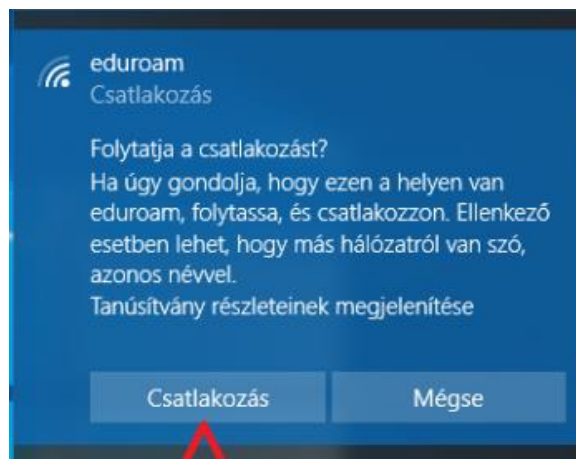 eduroam
Csatlakozás
Folytatja a csatlakozást?
Ha úgy gondolja, hogy ezen a helyen van
eduroam, folytassa, és csatlakozzon. Ellenkező
esetben lehet, hogy más hálózatról van szó,
azonos névvel.
Tanúsítvány részleteinek megjelenítése
Csatlakozás
Mégse